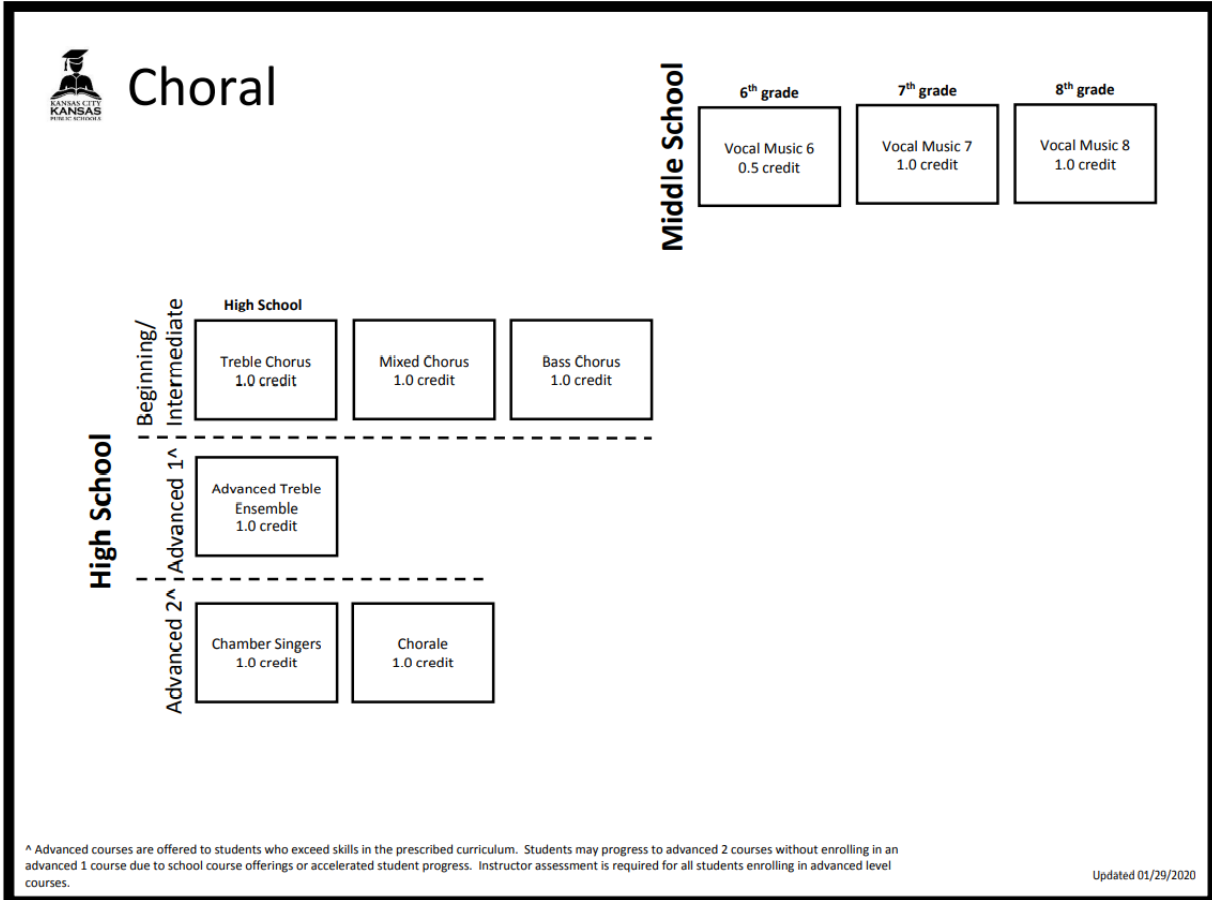 KANSAS CITY
KANSAS
PUBLIC SCHOOLS
Choral
Middle School
6th grade
7th grade
8th grade
Vocal Music 6
0.5 credit
Vocal Music 7
1.0 credit
Vocal Music 8
1.0 credit
High School
Beginning/
Intermediate
High School
Treble Chorus
1.0 credit
Mixed Chorus
1.0 credit
Bass Chorus
1.0 credit
Advanced 1^
Advanced Treble
Ensemble
1.0 credit
Advanced 2^
Chamber Singers
1.0 credit
Chorale
1.0 credit
^ Advanced courses are offered to students who exceed skills in the prescribed curriculum.  Students may progress to advanced 2 courses without enrolling in an
advanced 1 course due to school course offerings or accelerated student progress.  Instructor assessment is required for all students enrolling in advanced level
courses.
Updated 01/29/2020